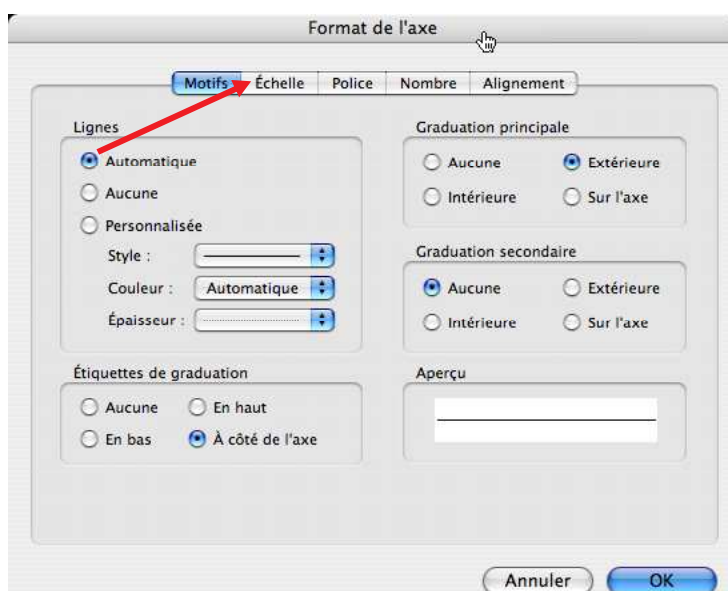 Format de l'axe
Motifs Échelle Police Nombre Alignement
Lignes
Automatique
Aucune
Personnalisée
Style :
Couleur : Automatique
Épaisseur :
Étiquettes de graduation
Aucune En haut
En bas À côté de l'axe
Graduation principale
Aucune Extérieure
Intérieure Sur l'axe
Graduation secondaire
Aucune Extérieure
Intérieure Sur l'axe
Aperçu
Annuler OK